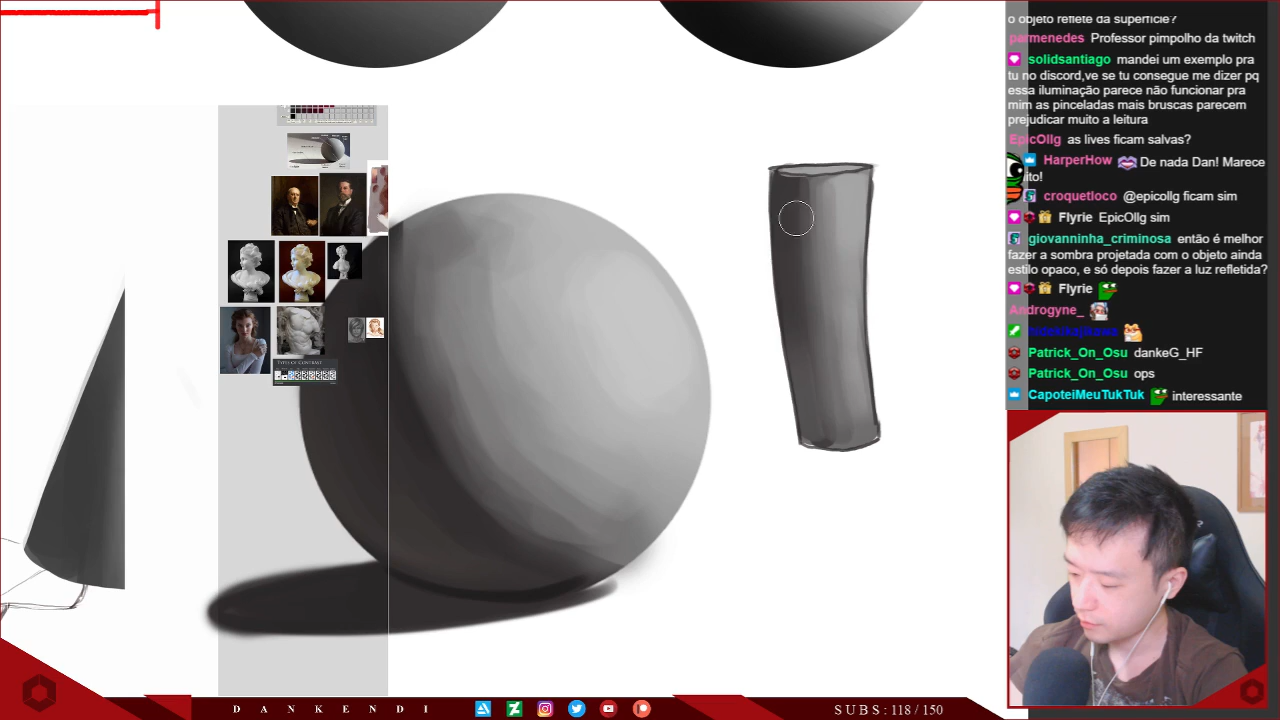 o objeto reflete da superfície?
parmenedes Professor pimpolho da twitch
solidsantiago mandei um exemplo pra
tu no discord,ve se tu consegue me dizer pq
essa iluminação parece não funcionar pra
mim as pinceladas mais bruscas parecem
prejudicar muito a leitura
EpicOllg as lives ficam salvas?
HarperHow De nada Dan! Marece
ito!
croquetloco @epicollg ficam sim
Flyrie EpicOllg sim
giovanninha_criminosa então é melhor
fazer a sombra projetada com o objeto ainda
estilo opaco, e só depois fazer a luz refletida?
Flyrie
Androgyne_
Patrick_On_Osu dankeG_HF
Patrick_On_Osu ops
CapoteiMeuTukTuk interessante
TYPES OF CONTRAST
D A N K E N D I
SUBS: 118 / 150